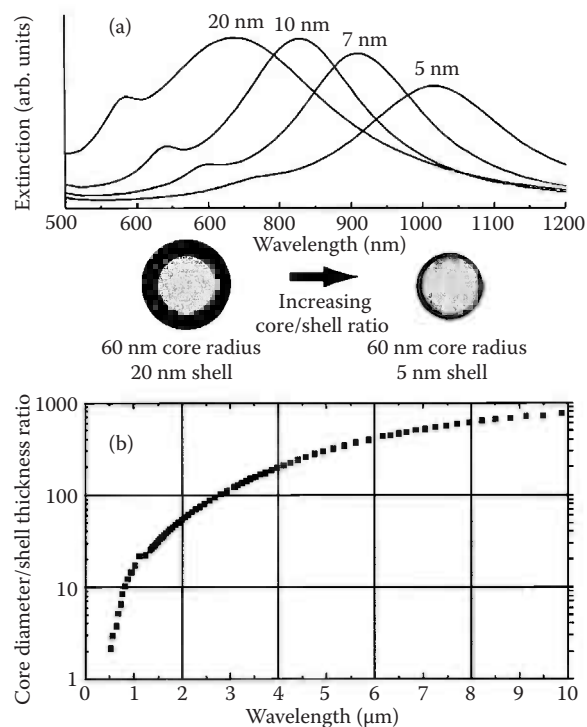 (a)
20 nm 10 nm
7 nm
5 nm
Extinction (arb. units)
500 600 600 800 900 1000 1100 1200
Wavelength (nm)
Increasing
core/shell ratio
60 nm core radius
20 nm shell
60 nm core radius
5 nm shell
(b)
Core diameter/shell thickness ratio
1000
100
10
1
0 1 2 3 4 5 6 7 8 9 10
Wavelength (μm)